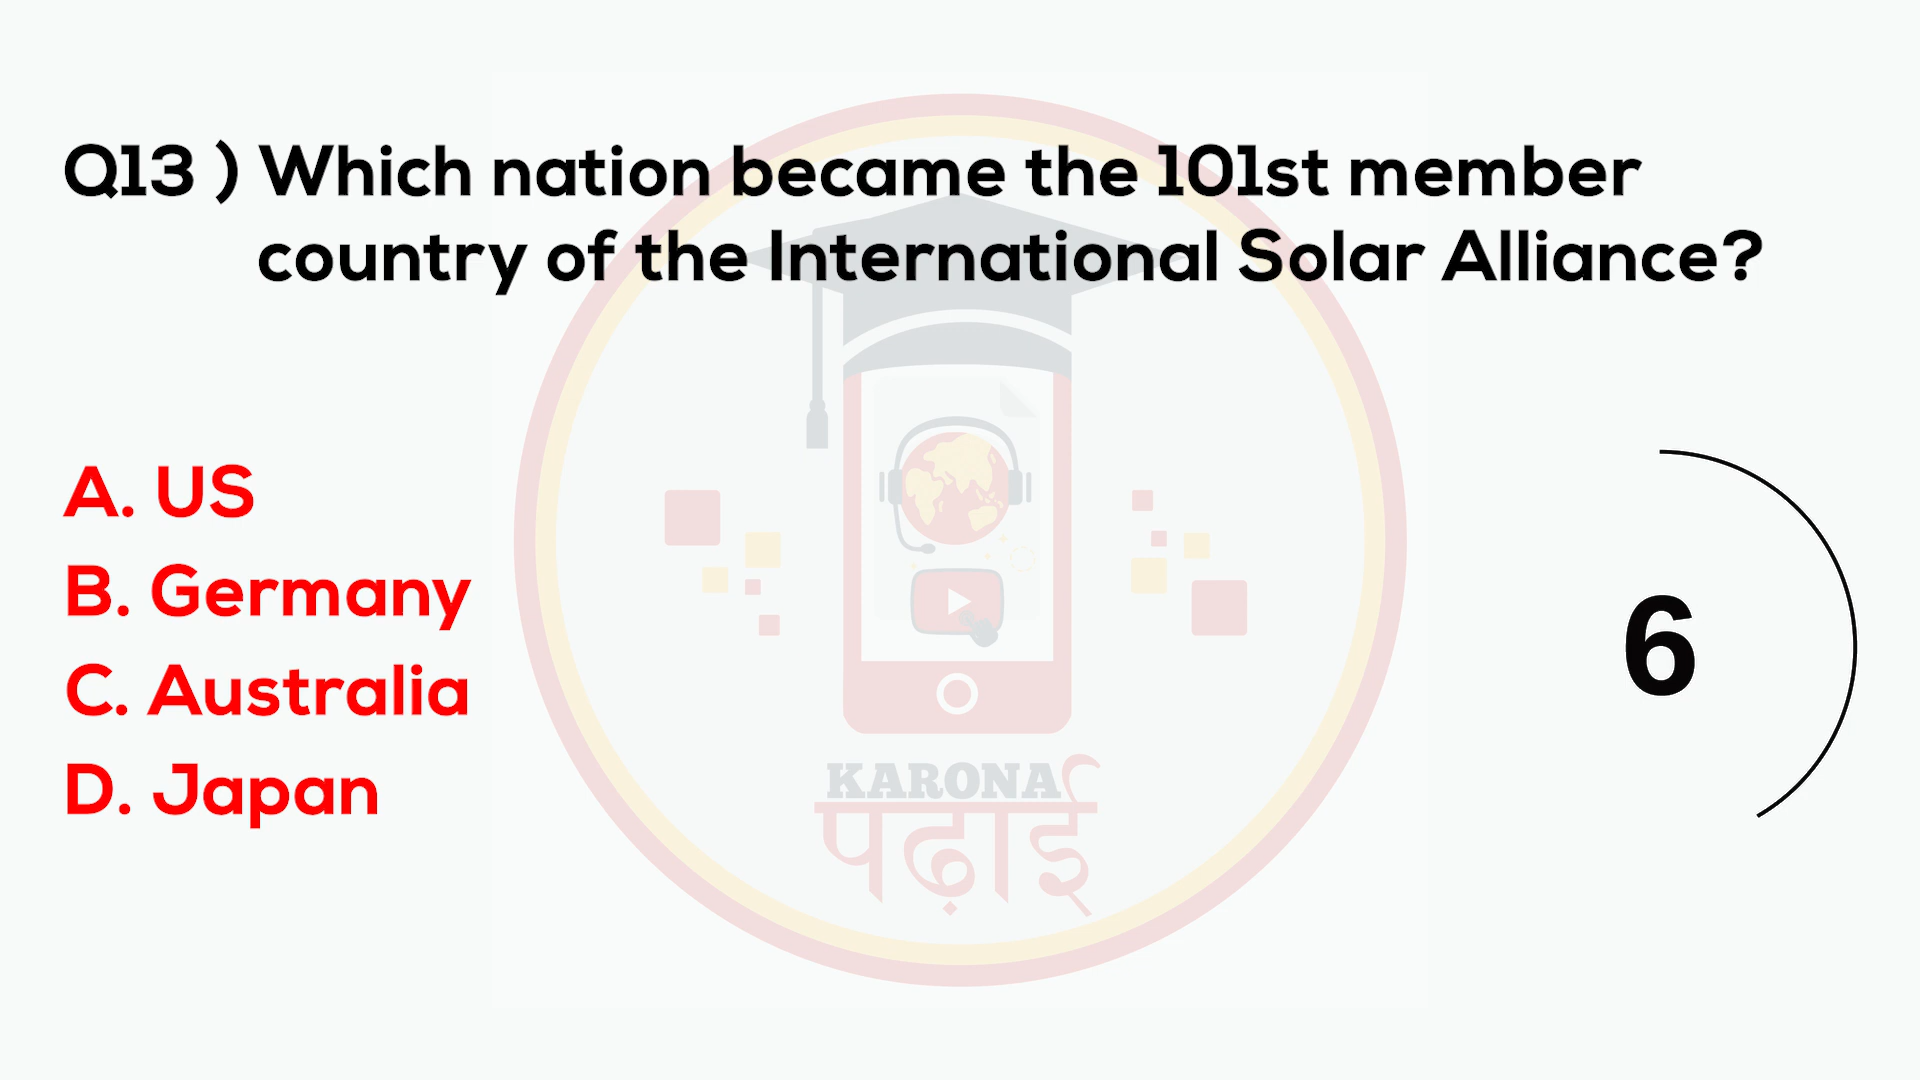 Q13 ) Which nation became the 101st member
country of the International Solar Alliance?
A. US
B. Germany
C. Australia
D. Japan
6
KARONA
पढ़ाई